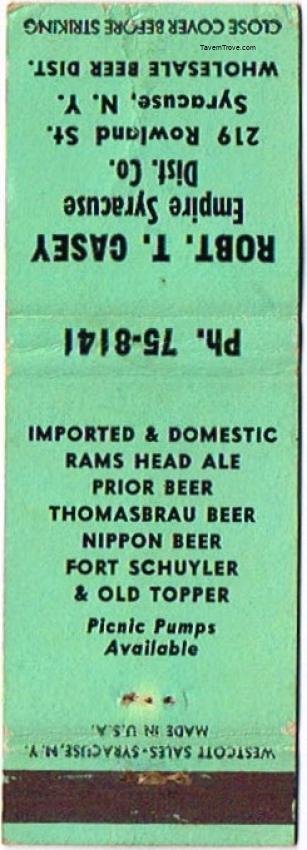 CLOSE COVER BEFORE STRIKING
TavernTrove.com
WHOLESALE BEER DIST.
Syracuse, N. Y.
219 Rowland St.
Dist. Co.
Empire Syracuse
ROBT. T. CASEY
Ph. 75-8141
IMPORTED & DOMESTIC
RAMS HEAD ALE
PRIOR BEER
THOMASBRAU BEER
NIPPON BEER
FORT SCHUYLER
& OLD TOPPER
Picnic Pumps
Available
MADE IN U.S.A.
WESTCOTT SALES-SYRACUSE, N. Y.